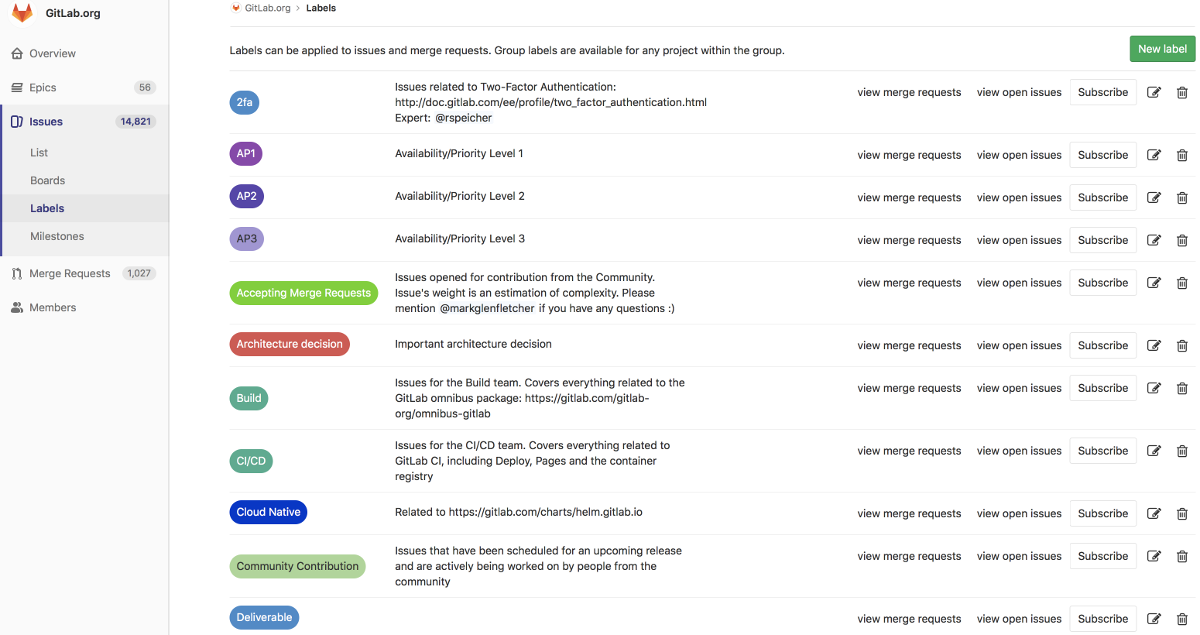 GitLab.org
Overview
Epics 56
Issues 14,821
List
Boards
Labels
Milestones
Merge Requests 1,027
Members
GitLab.org > Labels
Labels can be applied to issues and merge requests. Group labels are available for any project within the group.
New label
2fa
Issues related to Two-Factor Authentication:
http://doc.gitlab.com/ee/profile/two_factor_authentication.html
Expert: @rspeicher
view merge requests view open issues Subscribe
AP1
Availability/Priority Level 1
view merge requests view open issues Subscribe
AP2
Availability/Priority Level 2
view merge requests view open issues Subscribe
AP3
Availability/Priority Level 3
view merge requests view open issues Subscribe
Accepting Merge Requests
Issues opened for contribution from the Community.
Issue's weight is an estimation of complexity. Please
mention @markglenfletcher if you have any questions :)
view merge requests view open issues Subscribe
Architecture decision
Important architecture decision
view merge requests view open issues Subscribe
Build
Issues for the Build team. Covers everything related to the
GitLab omnibus package: https://gitlab.com/gitlab-
org/omnibus-gitlab
view merge requests view open issues Subscribe
CI/CD
Issues for the CI/CD team. Covers everything related to
GitLab CI, including Deploy, Pages and the container
registry
view merge requests view open issues Subscribe
Cloud Native
Related to https://gitlab.com/charts/helm.gitlab.io
view merge requests view open issues Subscribe
Community Contribution
Issues that have been scheduled for an upcoming release
and are actively being worked on by people from the
community
view merge requests view open issues Subscribe
Deliverable
view merge requests view open issues Subscribe